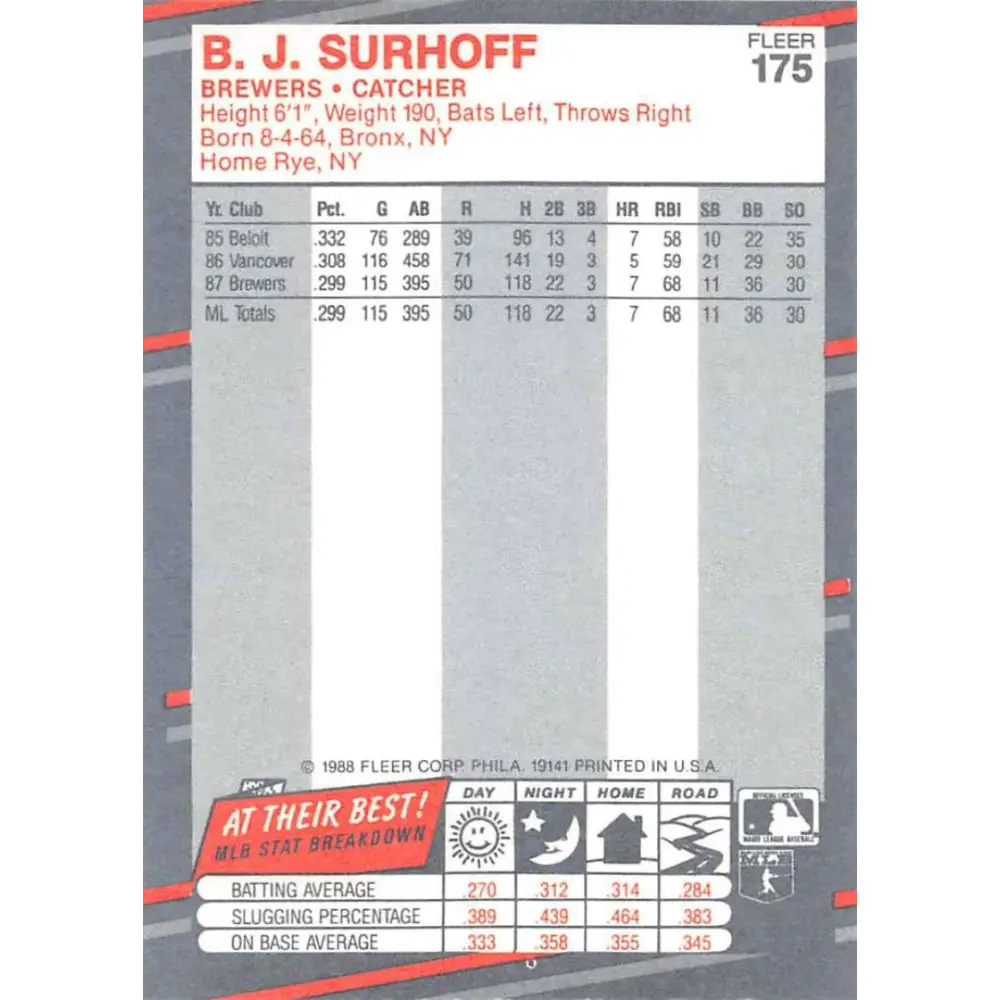 B. J. SURHOFF
FLEER
175
BREWERS • CATCHER
Height 6'1", Weight 190, Bats Left, Throws Right
Born 8-4-64, Bronx, NY
Home Rye, NY
Yr. Club Pct. G AB R H 2B 3B HR RBI SB BB SO
85 Beloit .332 76 289 39 96 13 4 7 58 10 22 35
86 Vancover .308 116 458 71 141 19 3 5 59 21 29 30
87 Brewers .299 115 395 50 118 22 3 7 68 11 36 30
ML Totals .299 115 395 50 118 22 3 7 68 11 36 30
© 1988 FLEER CORP. PHILA. 19141 PRINTED IN U.S.A.
AT THEIR BEST!
MLB STAT BREAKDOWN
DAY NIGHT HOME ROAD
OFFICIAL LICENSEE
MAJOR LEAGUE BASEBALL
BATTING AVERAGE .270 .312 .314 .284
SLUGGING PERCENTAGE .389 .439 .464 .383
ON BASE AVERAGE .333 .358 .355 .345